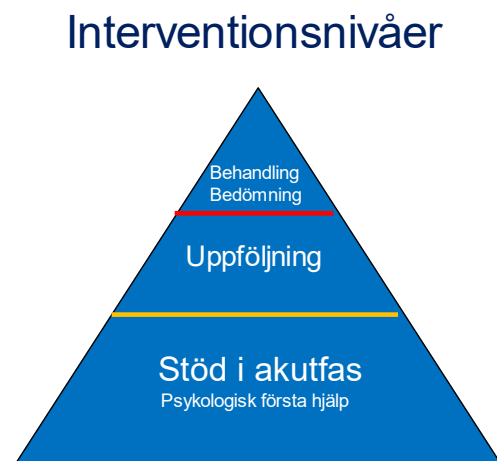 Interventionsnivåer
Behandling
Bedömning
Uppföljning
Stöd i akutfas
Psykologisk första hjälp